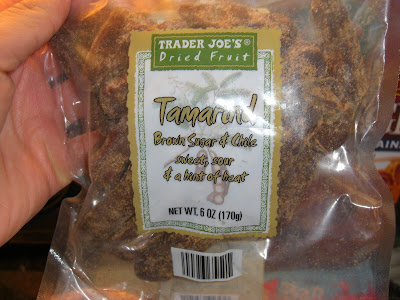 TRADER JOE'S®
Dried Fruit
Tamarind
Brown Sugar & Chile
sweet, sour
& a hint of heat
NET WT. 6 OZ (170g)